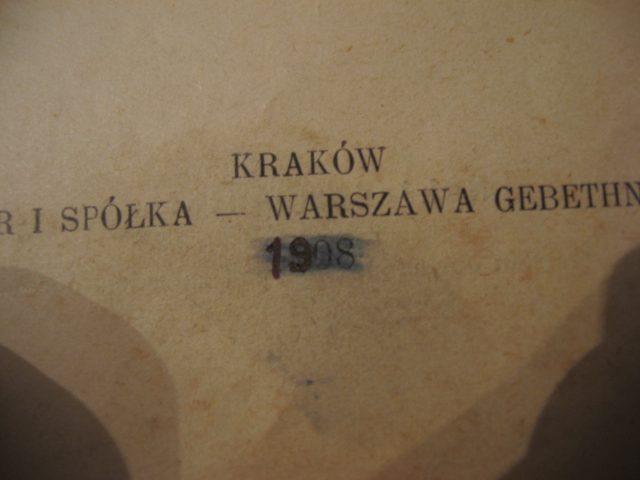 KRAKÓW
R I SPÓŁKA — WARSZAWA GEBETHN
1908